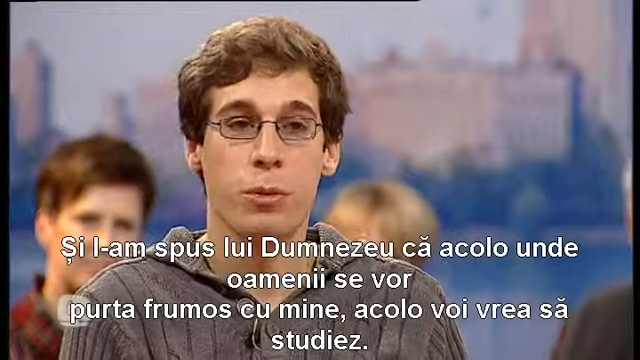 Și l-am spus lui Dumnezeu că acolo unde
oamenii se vor
purta frumos cu mine, acolo voi vrea să
studiez.